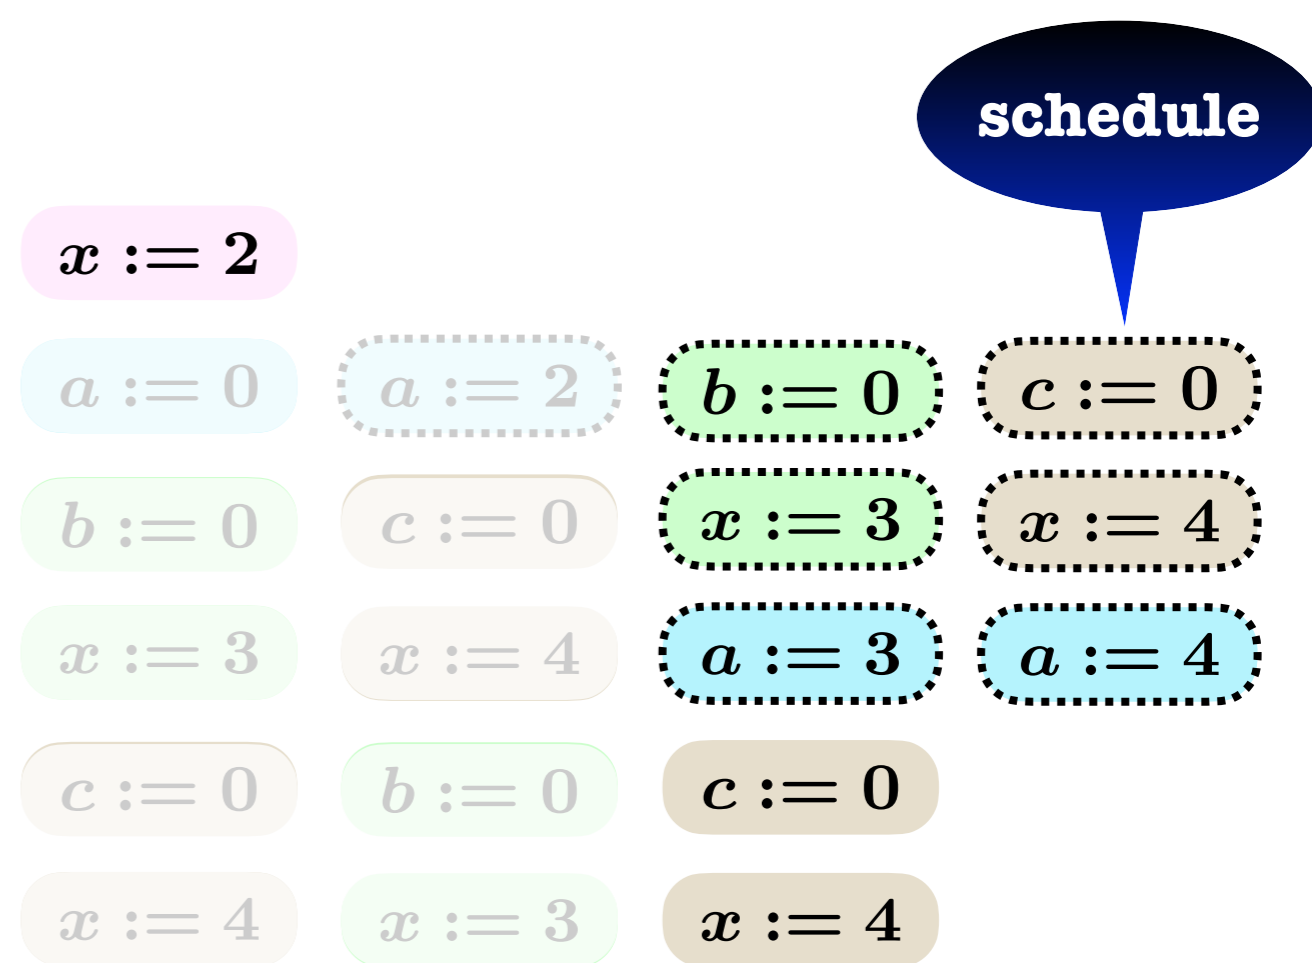 schedule
x := 2
a := 0 a := 2 b := 0 c := 0
b := 0 c := 0 x := 3 x := 4
x := 3 x := 4 a := 3 a := 4
c := 0 b := 0 c := 0
x := 4 x := 3 x := 4